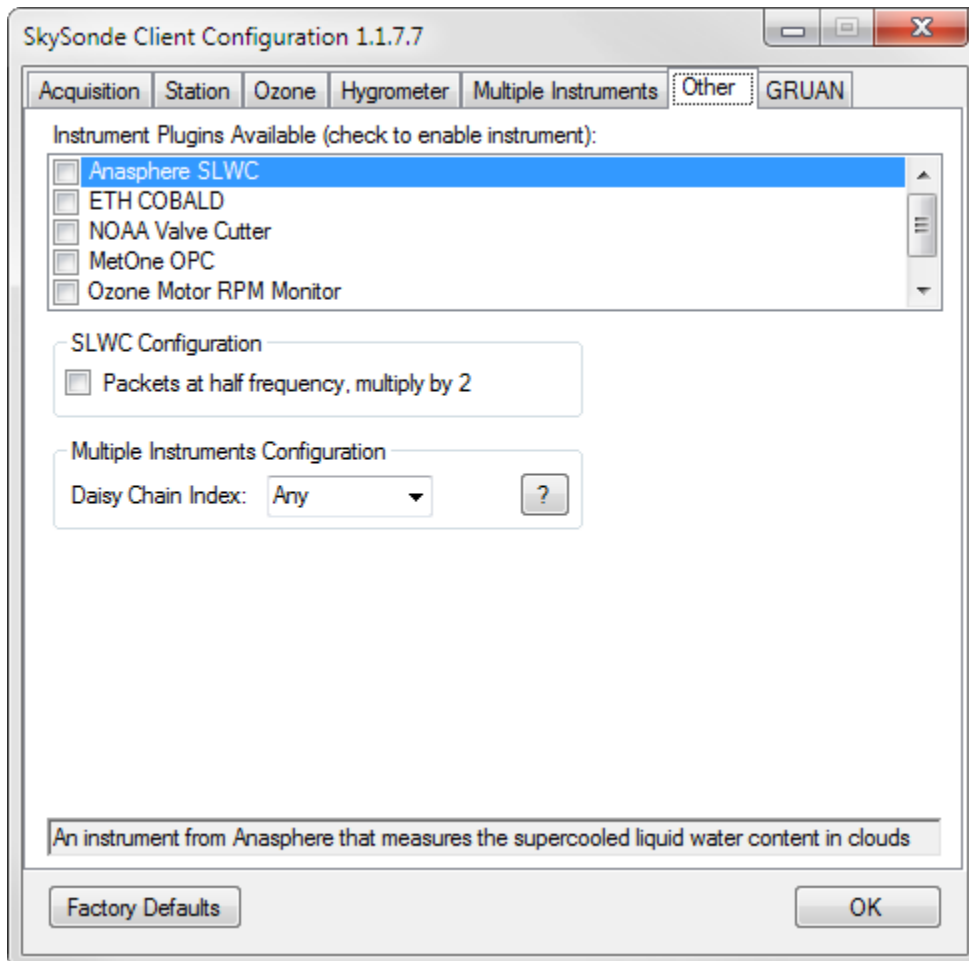 SkySonde Client Configuration 1.1.7.7
Acquisition Station Ozone Hygrometer Multiple Instruments Other GRUAN
Instrument Plugins Available (check to enable instrument):
Anasphere SLWC
ETH COBALD
NOAA Valve Cutter
MetOne OPC
Ozone Motor RPM Monitor
SLWC Configuration
Packets at half frequency, multiply by 2
Multiple Instruments Configuration
Daisy Chain Index: Any ?
An instrument from Anasphere that measures the supercooled liquid water content in clouds
Factory Defaults OK